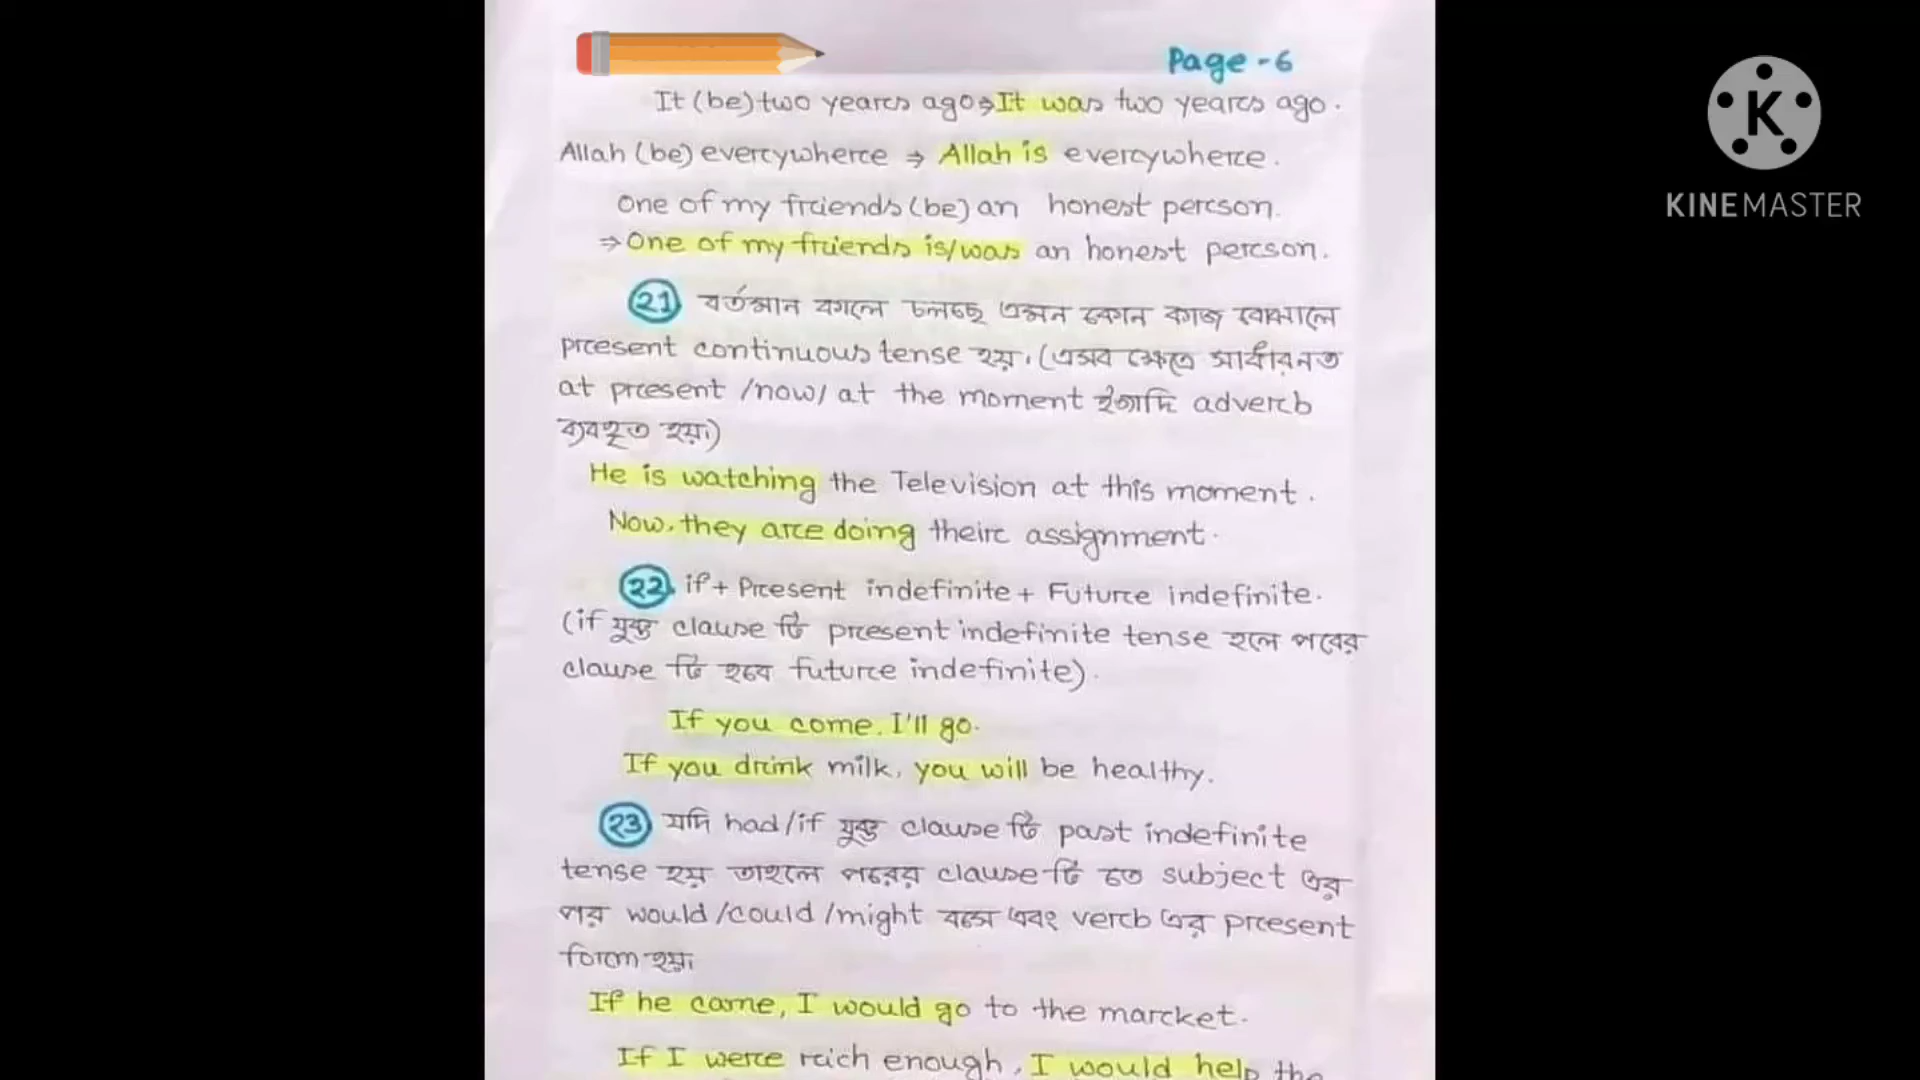 Page - 6
It (be) two years ago ⇒ It was two years ago.
Allah (be) everywhere ⇒ Allah is everywhere.
One of my friends (be) an honest person.
⇒ One of my friends is/was an honest person.
21 বর্তমান কালে চলছে এমন কোন কাজ বোঝালে
present continuous tense হয়। (এসব ক্ষেত্রে সাধারনত
at present /now/ at the moment ইত্যাদি adverb
ব্যবহৃত হয়।)
He is watching the Television at this moment.
Now, they are doing their assignment.
22. if + Present indefinite + Future indefinite.
(if যুক্ত clause টি present indefinite tense হলে পরের
clause টি হবে future indefinite).
If you come, I'll go.
If you drink milk, you will be healthy.
23 যদি had/if যুক্ত clause টি past indefinite
tense হয় তাহলে পরের clause টি তে subject এর
পর would /could /might বসে এবং verb এর present
form হয়।
If he came, I would go to the market.
If I were rich enough, I would help the
K
KINEMASTER